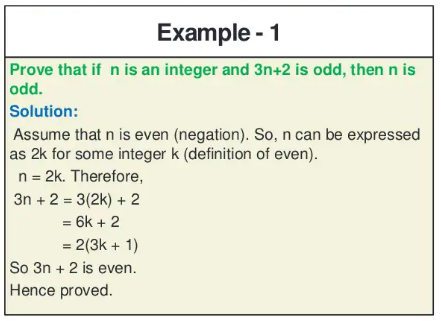 Example - 1
Prove that if n is an integer and 3n+2 is odd, then n is
odd.
Solution:
Assume that n is even (negation). So, n can be expressed
as 2k for some integer k (definition of even).
n = 2k. Therefore,
3n + 2 = 3(2k) + 2
= 6k + 2
= 2(3k + 1)
So 3n + 2 is even.
Hence proved.